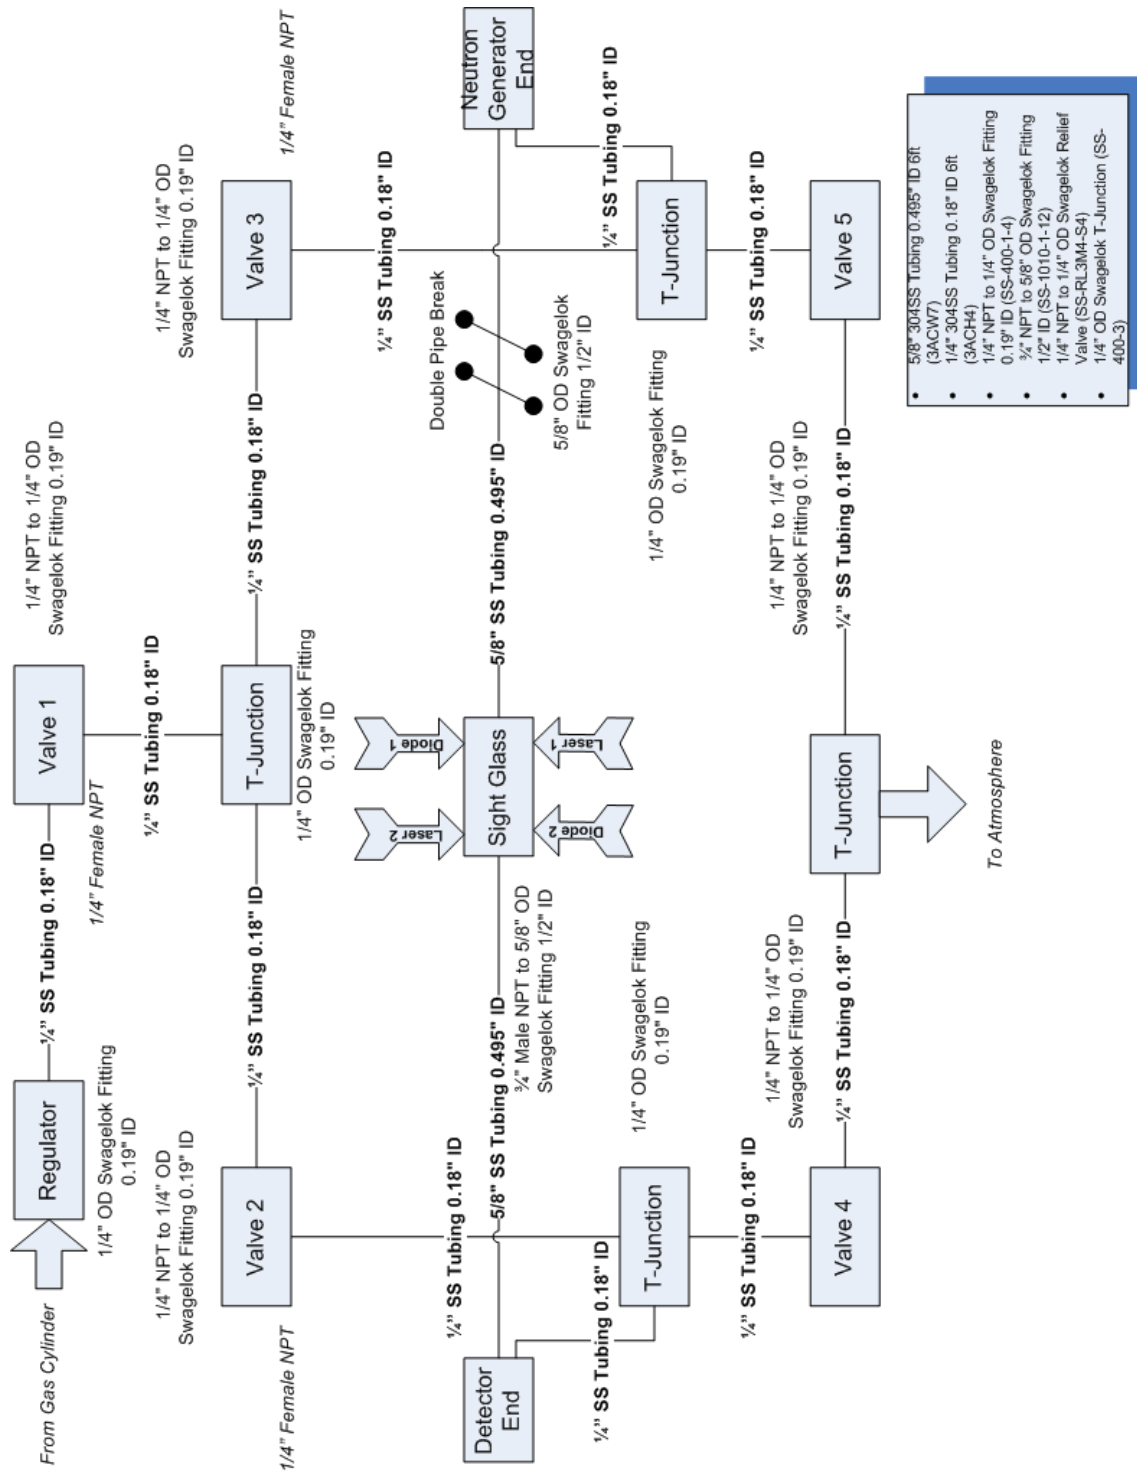 From Gas Cylinder
Regulator
1/4" OD Swagelok Fitting
0.19" ID
¼” SS Tubing 0.18" ID
Valve 1
1/4" Female NPT
1/4" NPT to 1/4" OD
Swagelok Fitting 0.19" ID
¼” SS Tubing 0.18" ID
1/4" NPT to 1/4" OD
Swagelok Fitting 0.19" ID
Valve 2
1/4" Female NPT
¼” SS Tubing 0.18" ID
T-Junction
1/4" OD Swagelok Fitting
0.19" ID
¼” SS Tubing 0.18" ID
1/4" NPT to 1/4" OD
Swagelok Fitting 0.19" ID
Valve 3
1/4" Female NPT
¼” SS Tubing 0.18" ID
¼” SS Tubing 0.18" ID
Detector
End
5/8" SS Tubing 0.495" ID
¾” Male NPT to 5/8" OD
Swagelok Fitting 1/2" ID
Laser 2
Diode 1
Sight Glass
Diode 2
Laser 1
5/8" SS Tubing 0.495" ID
Double Pipe Break
5/8" OD Swagelok
Fitting 1/2" ID
Neutron
Generator
End
¼” SS Tubing 0.18" ID
T-Junction
1/4" OD Swagelok Fitting
0.19" ID
1/4" OD Swagelok Fitting
0.19" ID
T-Junction
¼” SS Tubing 0.18" ID
¼” SS Tubing 0.18" ID
¼” SS Tubing 0.18" ID
Valve 4
1/4" NPT to 1/4" OD
Swagelok Fitting 0.19" ID
¼” SS Tubing 0.18" ID
T-Junction
To Atmosphere
1/4" NPT to 1/4" OD
Swagelok Fitting 0.19" ID
¼” SS Tubing 0.18" ID
Valve 5
• 5/8" 304SS Tubing 0.495" ID 6ft
(3ACW7)
• 1/4" 304SS Tubing 0.18" ID 6ft
(3ACH4)
• 1/4" NPT to 1/4" OD Swagelok Fitting
0.19" ID (SS-400-1-4)
• ¾" NPT to 5/8" OD Swagelok Fitting
1/2" ID (SS-1010-1-12)
• 1/4" NPT to 1/4" OD Swagelok Relief
Valve (SS-RL3M4-S4)
• 1/4" OD Swagelok T-Junction (SS-
400-3)